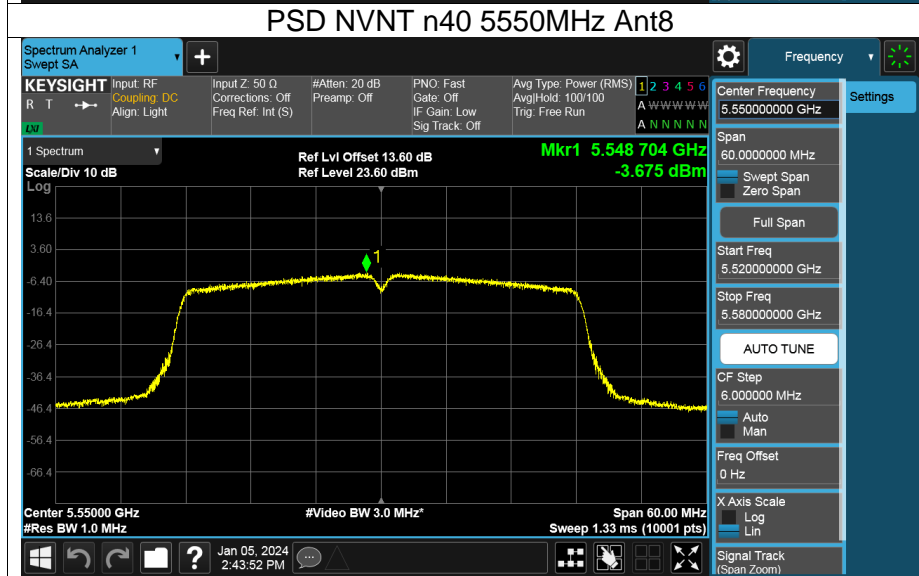 PSD NVNT n40 5550MHz Ant8
Spectrum Analyzer 1
Swept SA
+
Frequency
KEYSIGHT
R T
LXI
Input: RF
Coupling: DC
Align: Light
Input Z: 50 Ω
Corrections: Off
Freq Ref: Int (S)
#Atten: 20 dB
Preamp: Off
PNO: Fast
Gate: Off
IF Gain: Low
Sig Track: Off
Avg Type: Power (RMS)
Avg|Hold: 100/100
Trig: Free Run
1 2 3 4 5 6
A W W W W W
A N N N N N
1 Spectrum
Scale/Div 10 dB
Log
Ref Lvl Offset 13.60 dB
Ref Level 23.60 dBm
Mkr1 5.548 704 GHz
-3.675 dBm
13.6
3.60
-6.40
-16.4
-26.4
-36.4
-46.4
-56.4
-66.4
1
Center 5.55000 GHz
#Res BW 1.0 MHz
#Video BW 3.0 MHz*
Span 60.00 MHz
Sweep 1.33 ms (10001 pts)
?
Jan 05, 2024
2:43:52 PM
Center Frequency
5.550000000 GHz
Settings
Span
60.0000000 MHz
Swept Span
Zero Span
Full Span
Start Freq
5.520000000 GHz
Stop Freq
5.580000000 GHz
AUTO TUNE
CF Step
6.000000 MHz
Auto
Man
Freq Offset
0 Hz
X Axis Scale
Log
Lin
Signal Track
(Span Zoom)